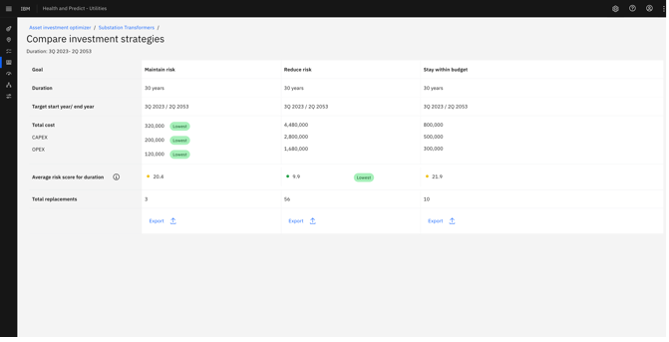 IBM Health and Predict - Utilities
Asset investment optimizer / Substation Transformers /
Compare investment strategies
Duration: 3Q 2023- 2Q 2053
Goal Maintain risk Reduce risk Stay within budget
Duration 30 years 30 years 30 years
Target start year/ end year 3Q 2023 / 2Q 2053 3Q 2023 / 2Q 2053 3Q 2023 / 2Q 2053
Total cost 320,000 Lowest 4,480,000 800,000
CAPEX 200,000 Lowest 2,800,000 500,000
OPEX 120,000 Lowest 1,680,000 300,000
Average risk score for duration 20.6 9.9 Lowest 21.9
Total replacements 3 56 10
Export Export Export